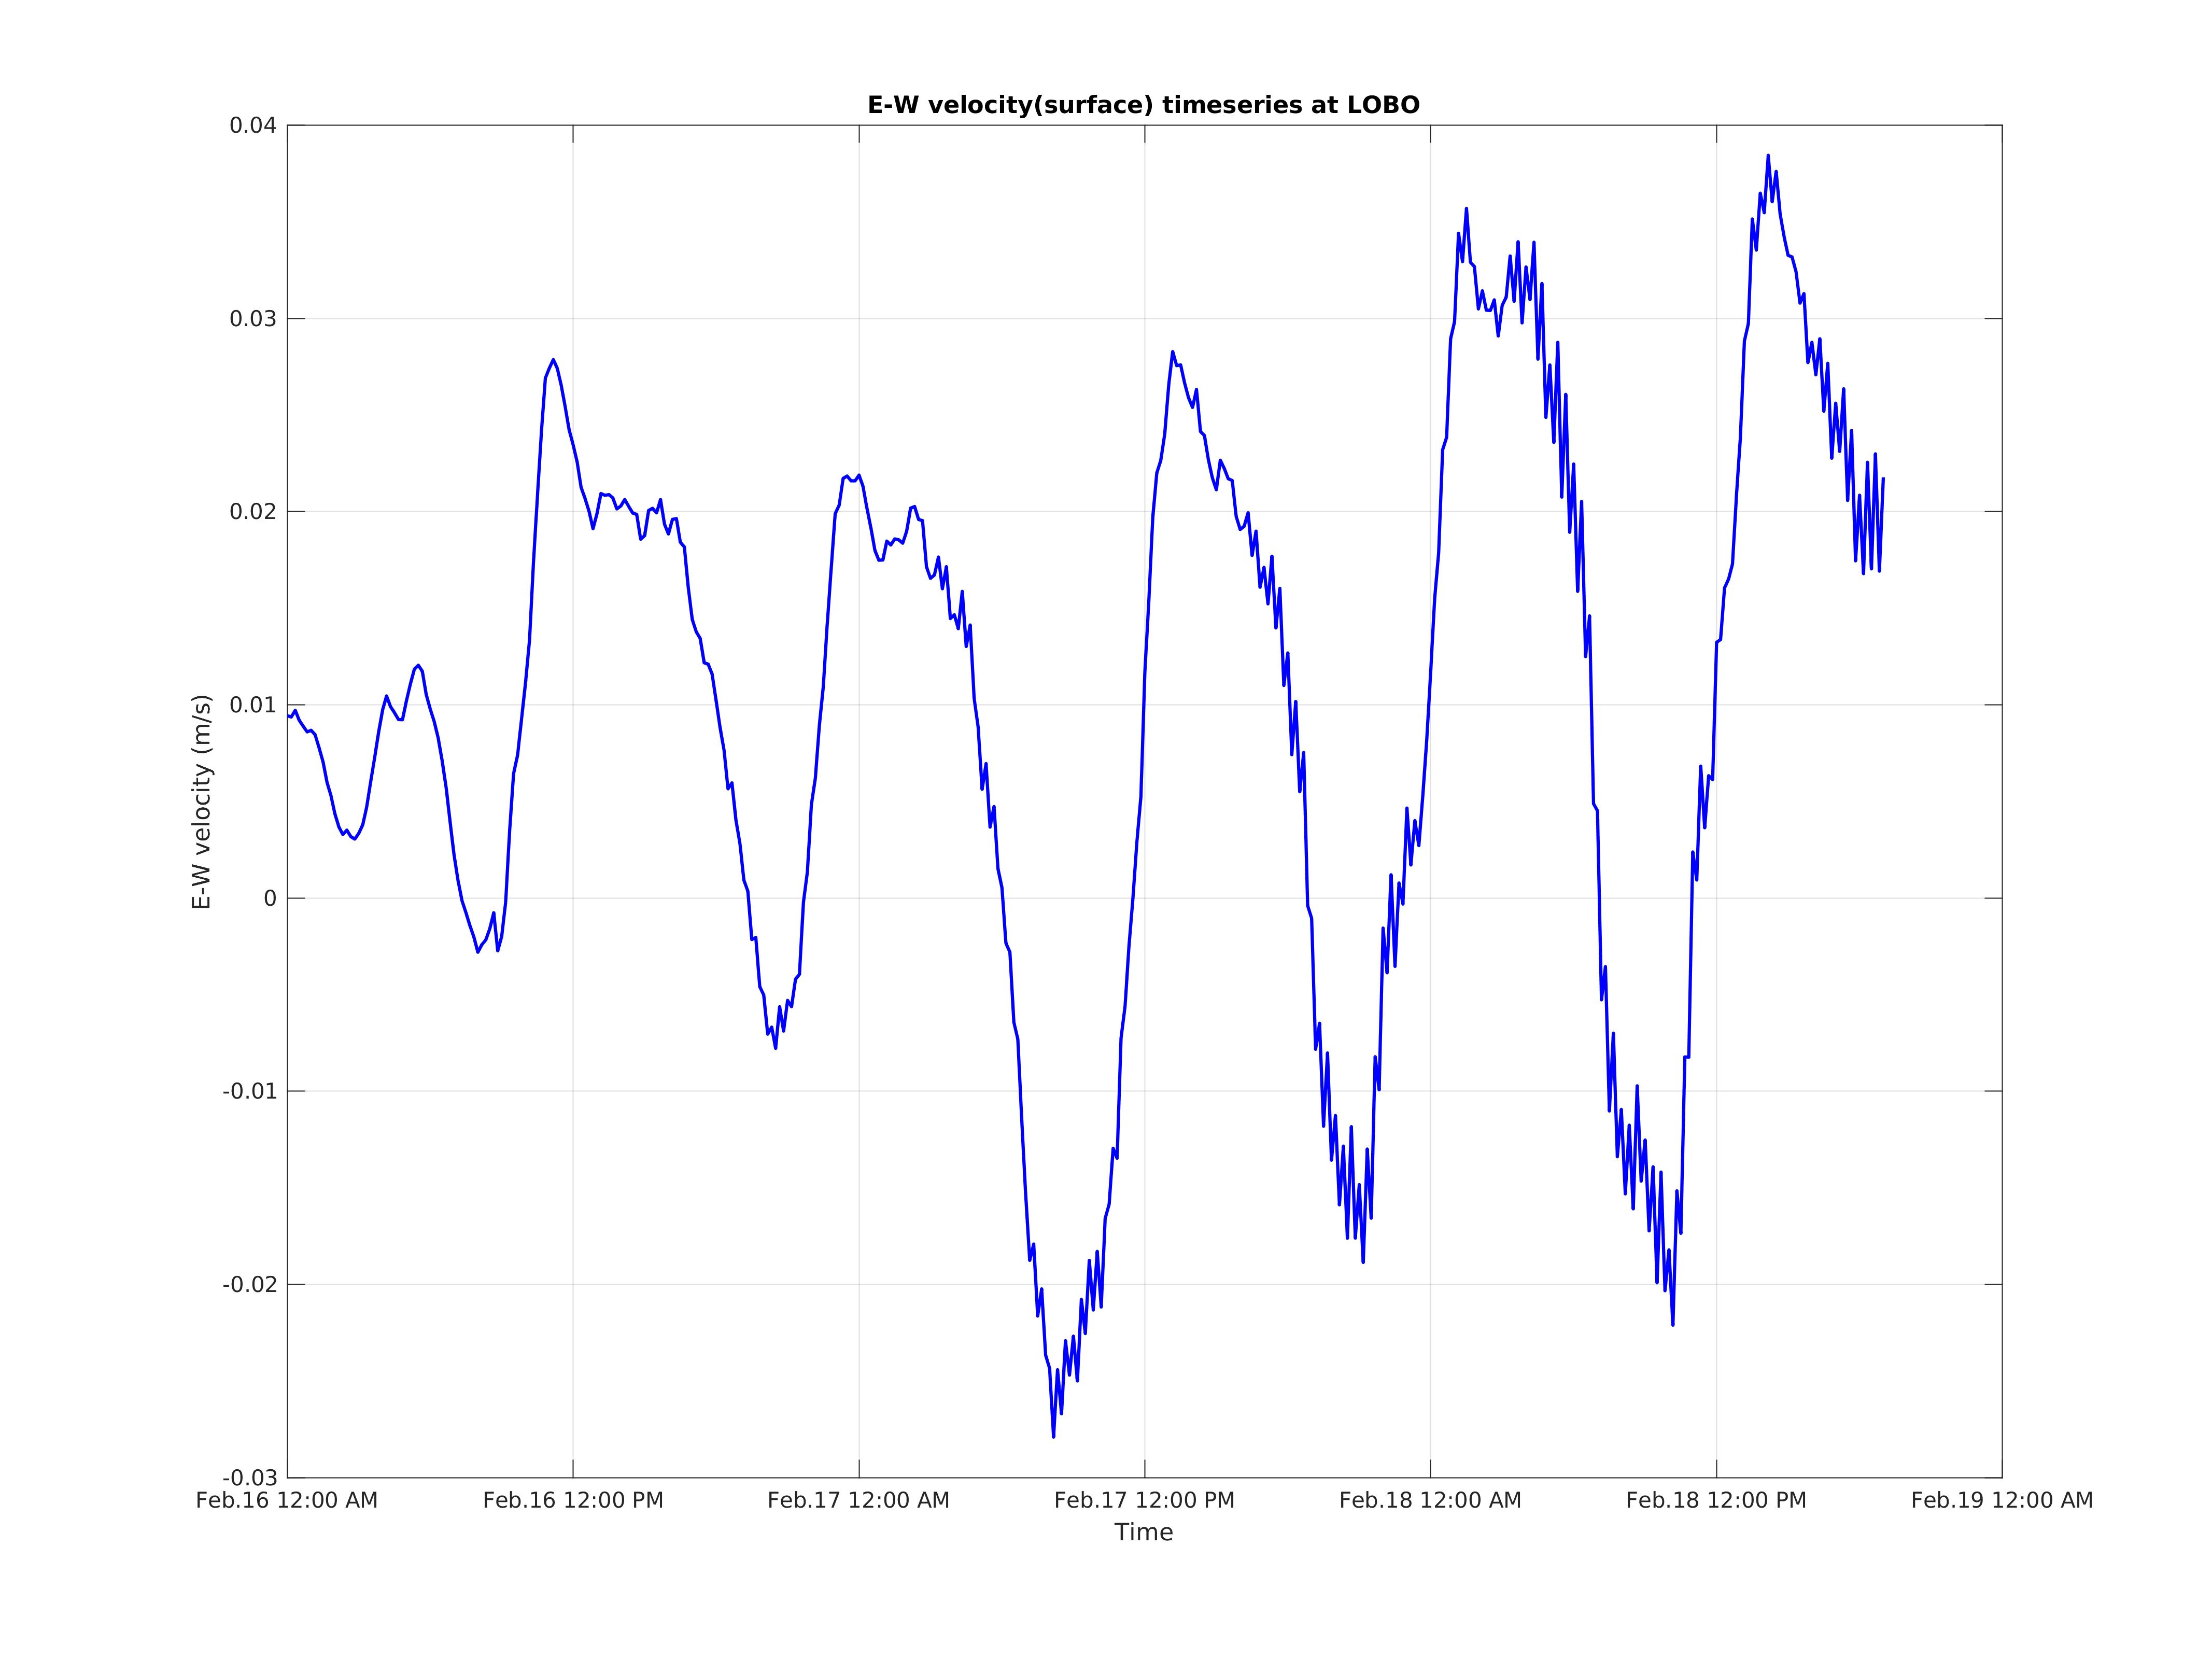 E-W velocity(surface) timeseries at LOBO
0.04
0.03
0.02
0.01
0
-0.01
-0.02
-0.03
E-W velocity (m/s)
Feb.16 12:00 AM
Feb.16 12:00 PM
Feb.17 12:00 AM
Feb.17 12:00 PM
Feb.18 12:00 AM
Feb.18 12:00 PM
Feb.19 12:00 AM
Time